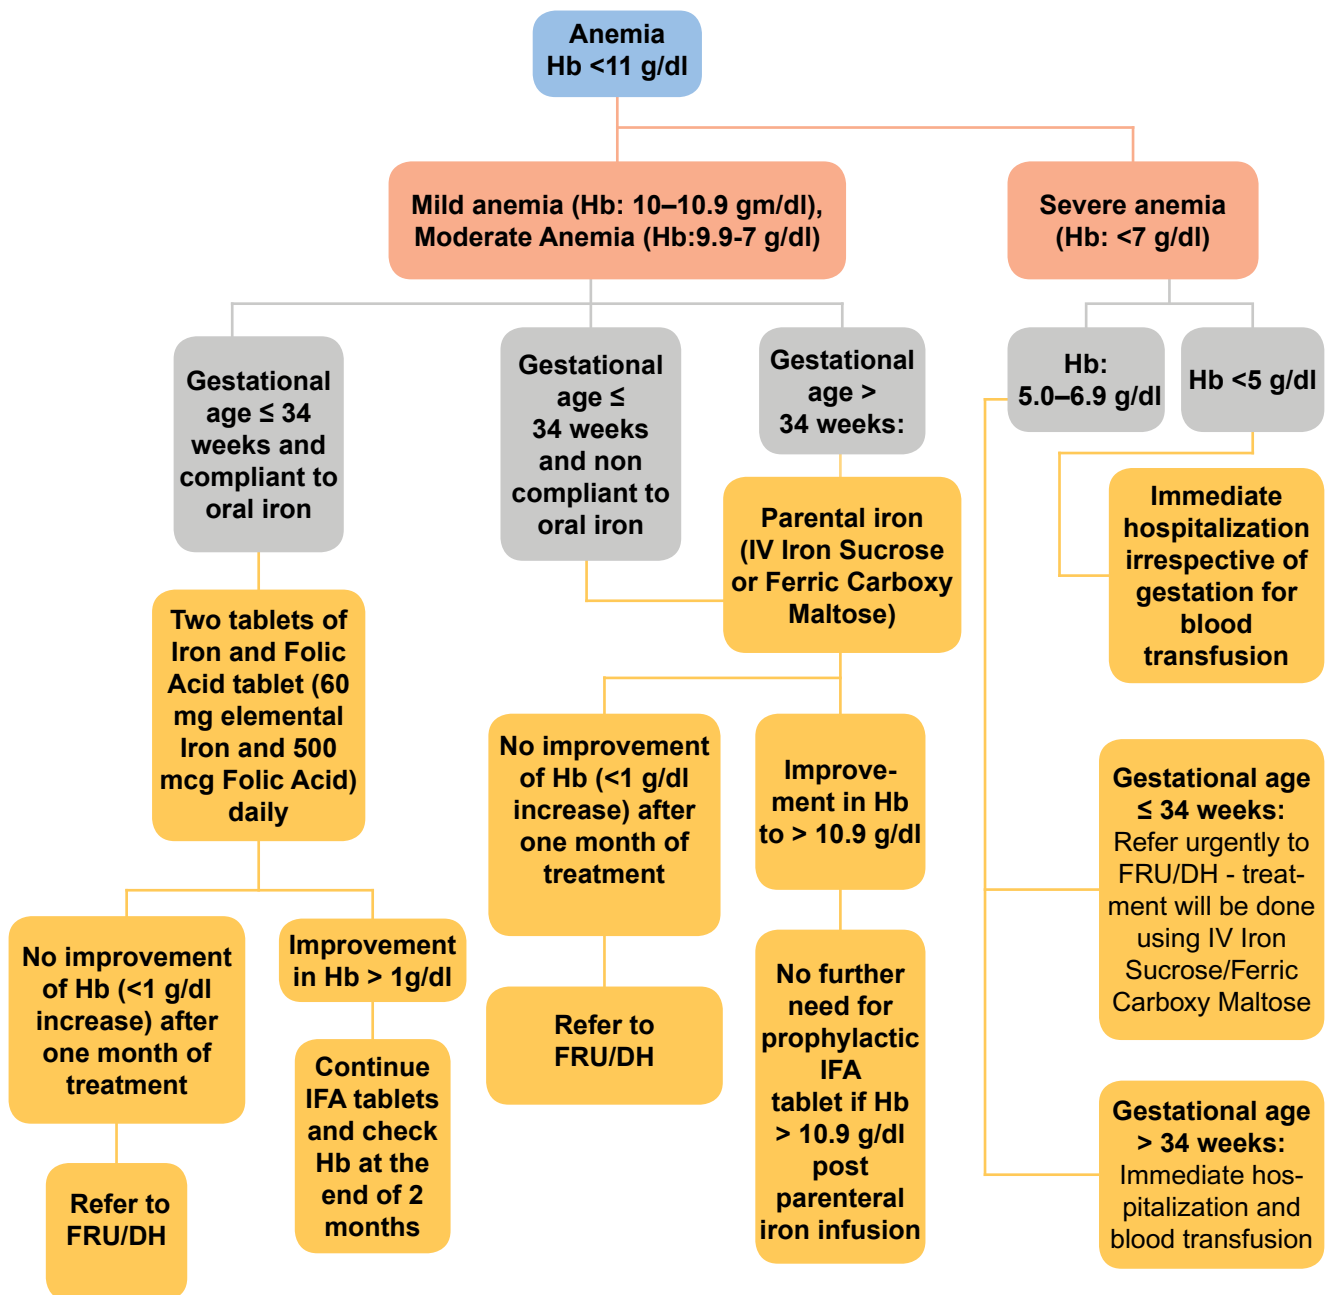 Anemia
Hb <11 g/dl
Mild anemia (Hb: 10–10.9 gm/dl),
Moderate Anemia (Hb:9.9-7 g/dl)
Severe anemia
(Hb: <7 g/dl)
Gestational
age ≤ 34
weeks and
compliant to
oral iron
Gestational
age ≤
34 weeks
and non
compliant to
oral iron
Gestational
age >
34 weeks:
Hb:
5.0–6.9 g/dl
Hb <5 g/dl
Two tablets of
Iron and Folic
Acid tablet (60
mg elemental
Iron and 500
mcg Folic Acid)
daily
Parental iron
(IV Iron Sucrose
or Ferric Carboxy
Maltose)
Immediate
hospitalization
irrespective of
gestation for
blood
transfusion
No improvement
of Hb (<1 g/dl
increase) after
one month of
treatment
Refer to
FRU/DH
Improvement
in Hb > 1g/dl
Continue
IFA tablets
and check
Hb at the
end of 2
months
No improvement
of Hb (<1 g/dl
increase) after
one month of
treatment
Refer to
FRU/DH
Improve-
ment in Hb
to > 10.9 g/dl
No further
need for
prophylactic
IFA
tablet if Hb
> 10.9 g/dl
post
parenteral
iron infusion
Gestational age
≤ 34 weeks:
Refer urgently to
FRU/DH - treat-
ment will be done
using IV Iron
Sucrose/Ferric
Carboxy Maltose
Gestational age
> 34 weeks:
Immediate hos-
pitalization and
blood transfusion